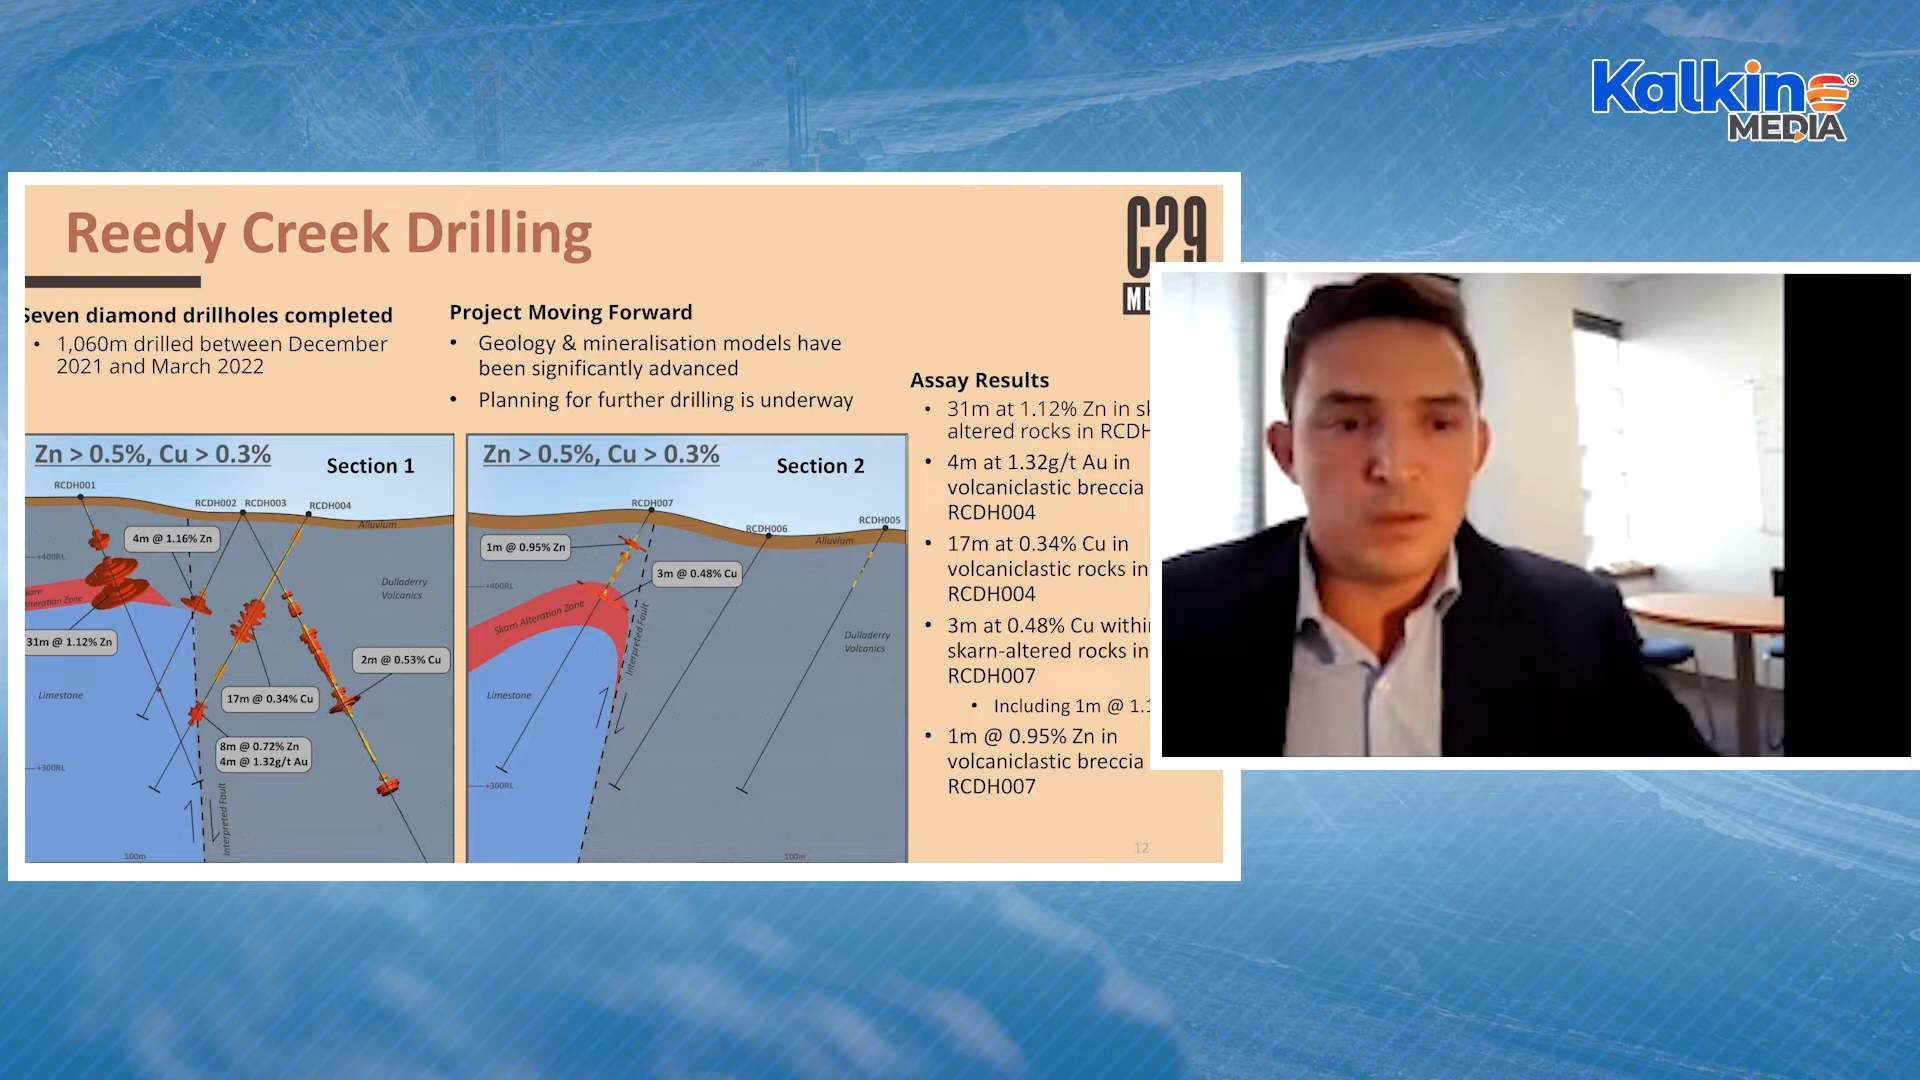 Kalkine®
MEDIA
Reedy Creek Drilling
C29
Seven diamond drillholes completed
• 1,060m drilled between December
2021 and March 2022
Project Moving Forward
• Geology & mineralisation models have
been significantly advanced
• Planning for further drilling is underway
Assay Results
• 31m at 1.12% Zn in
altered rocks in
• 4m at 1.32g/t Au in
volcaniclastic breccia
RCDH004
• 17m at 0.34% Cu in
volcaniclastic rocks in
RCDH004
• 3m at 0.48% Cu
skarn-altered rocks in
RCDH007
• Including 1m @
• 1m @ 0.95% Zn in
volcaniclastic breccia
RCDH007
Zn > 0.5%, Cu > 0.3%
Section 1
RCDH001
RCDH002
RCDH003
RCDH004
Alluvium
4m @ 1.16% Zn
+400RL
Dulladerry
Volcanics
Alteration Zone
31m @ 1.12% Zn
2m @ 0.53% Cu
Limestone
17m @ 0.34% Cu
8m @ 0.72% Zn
4m @ 1.32g/t Au
+300RL
Interpreted Fault
100m
Zn > 0.5%, Cu > 0.3%
Section 2
RCDH007
RCDH006
RCDH005
Alluvium
1m @ 0.95% Zn
3m @ 0.48% Cu
+400RL
Skarn Alteration Zone
Interpreted Fault
Dulladerry
Volcanics
Limestone
+300RL
100m
12